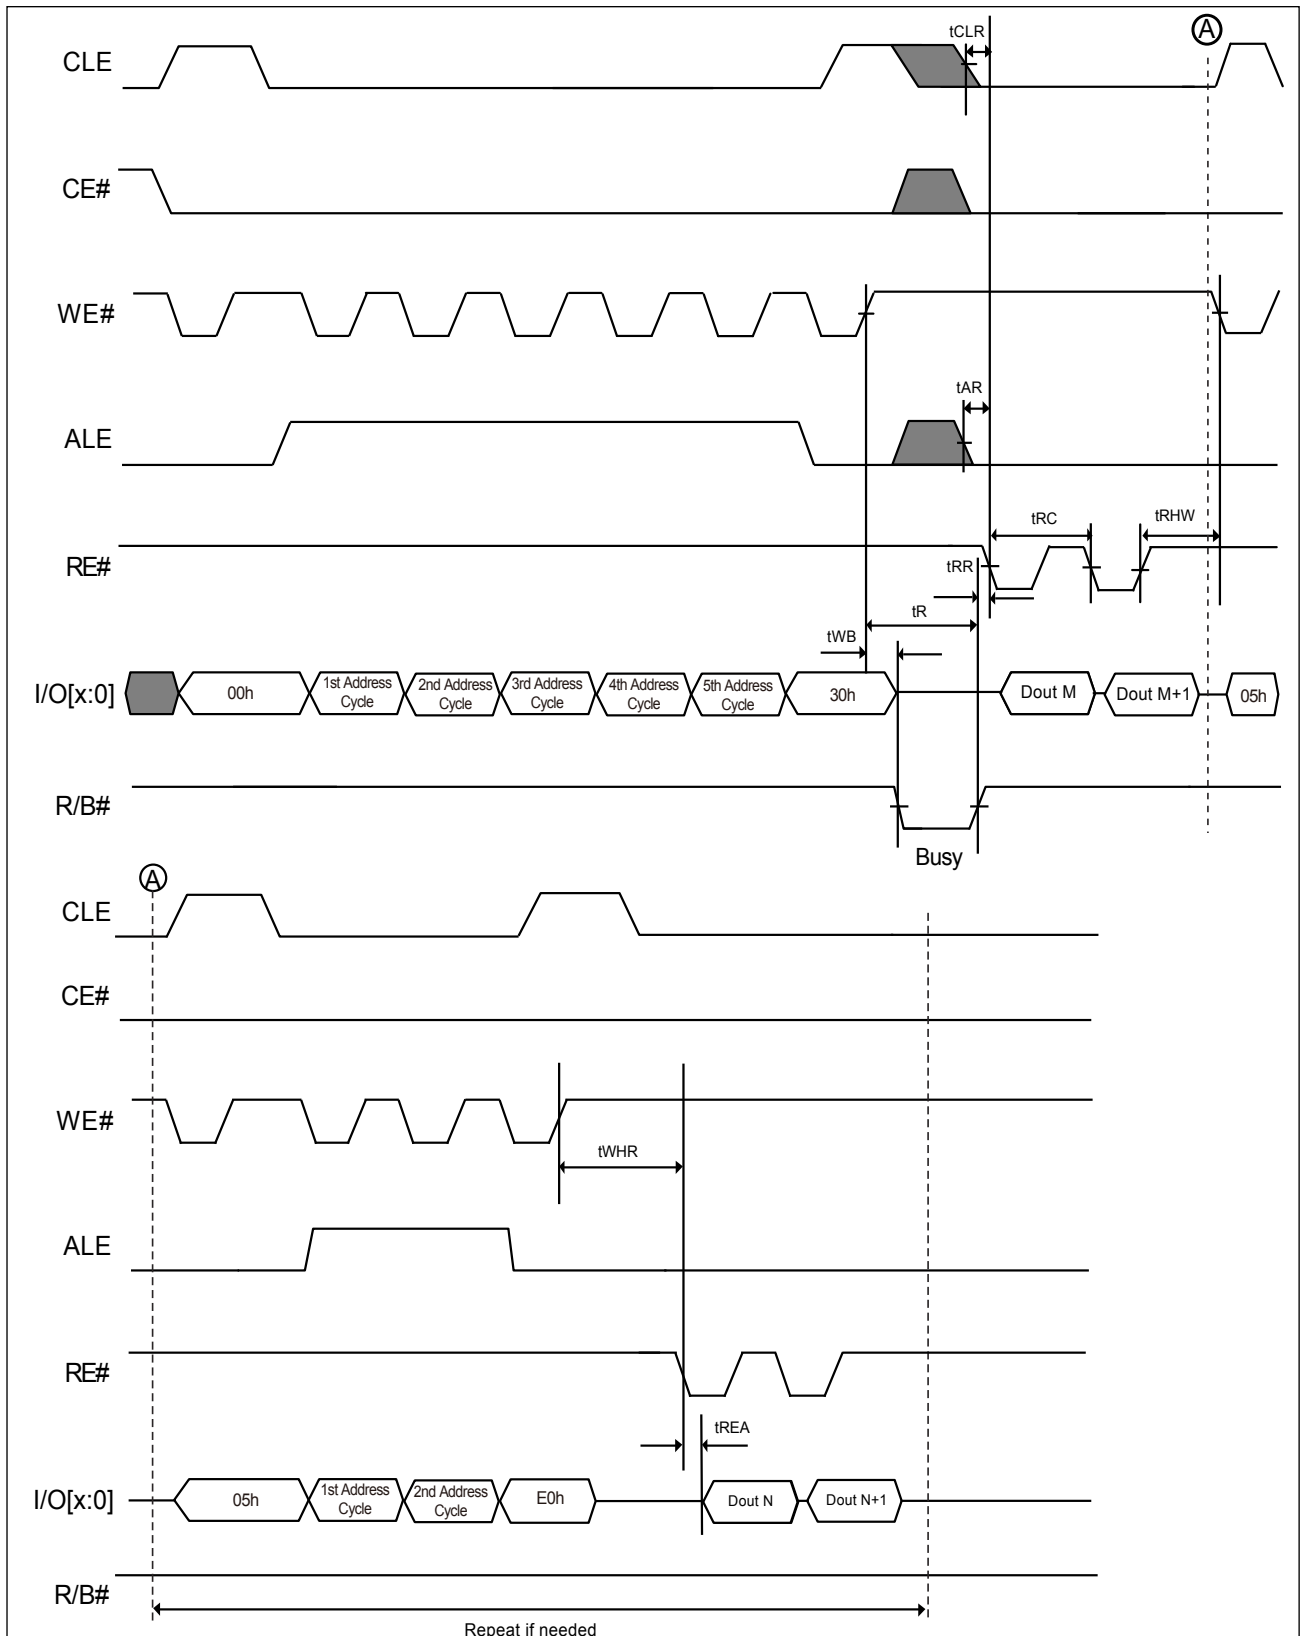 tCLR
A
CLE
CE#
WE#
tAR
ALE
tRC
tRHW
RE#
tRR
tR
tWB
I/O[x:0]
00h
1st Address
Cycle
2nd Address
Cycle
3rd Address
Cycle
4th Address
Cycle
5th Address
Cycle
30h
Dout M
Dout M+1
05h
R/B#
Busy
A
CLE
CE#
WE#
tWHR
ALE
RE#
tREA
I/O[x:0]
05h
1st Address
Cycle
2nd Address
Cycle
E0h
Dout N
Dout N+1
R/B#
Repeat if needed